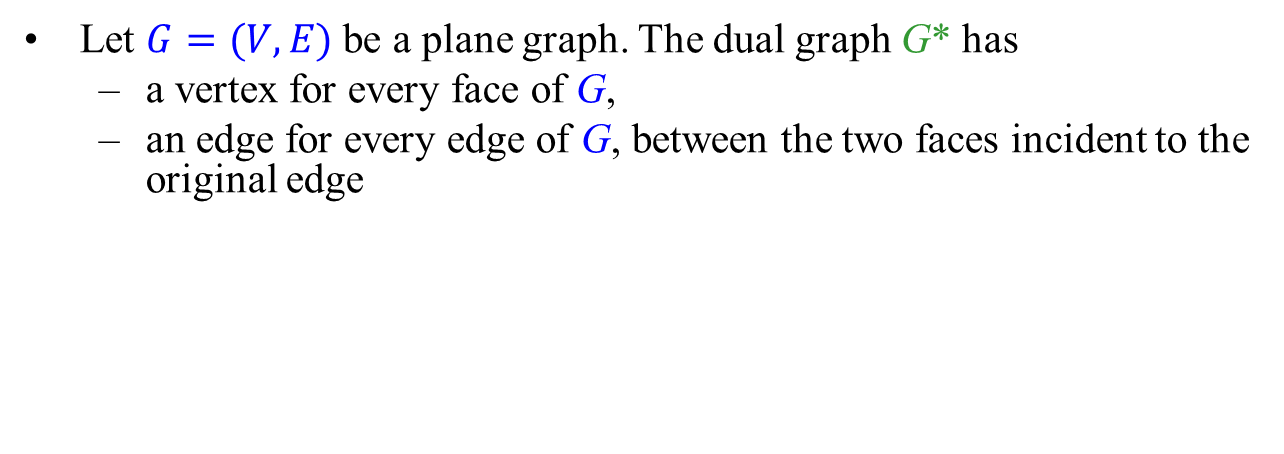 • Let G = (V, E) be a plane graph. The dual graph G* has
– a vertex for every face of G,
– an edge for every edge of G, between the two faces incident to the
original edge